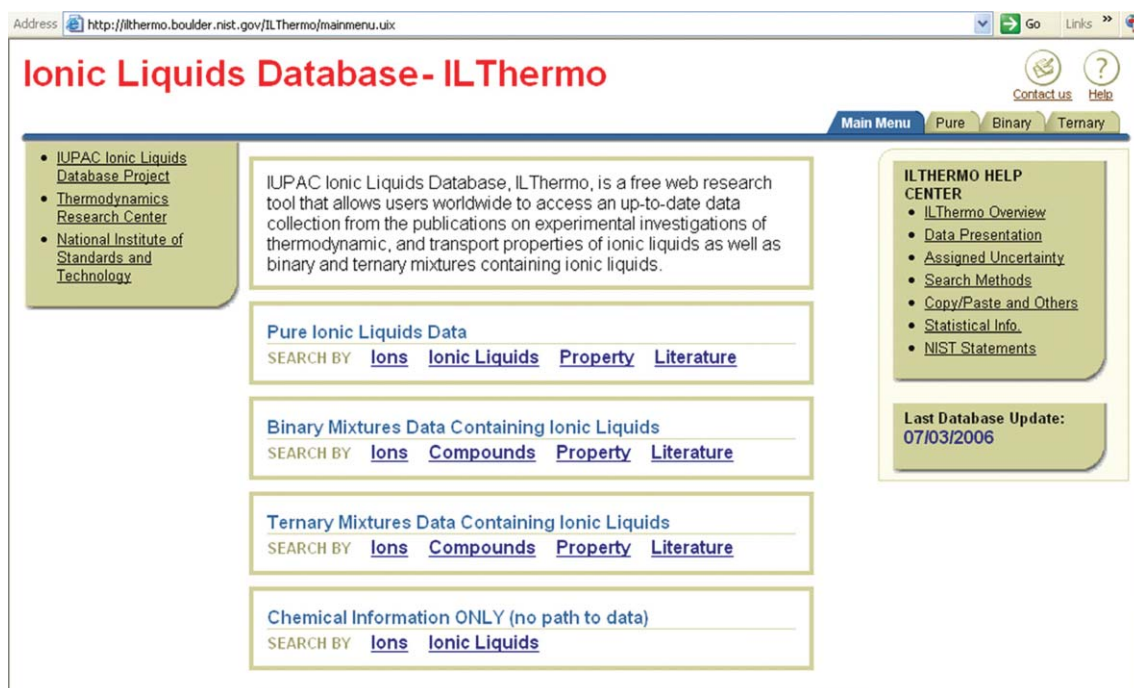 Address http://ilthermo.boulder.nist.gov/ILThermo/mainmenu.uix Go Links »
Ionic Liquids Database- ILThermo
Contact us Help
Main Menu Pure Binary Ternary
IUPAC Ionic Liquids
Database Project
Thermodynamics
Research Center
National Institute of
Standards and
Technology
IUPAC Ionic Liquids Database, ILThermo, is a free web research
tool that allows users worldwide to access an up-to-date data
collection from the publications on experimental investigations of
thermodynamic, and transport properties of ionic liquids as well as
binary and ternary mixtures containing ionic liquids.
Pure Ionic Liquids Data
SEARCH BY Ions Ionic Liquids Property Literature
Binary Mixtures Data Containing Ionic Liquids
SEARCH BY Ions Compounds Property Literature
Ternary Mixtures Data Containing Ionic Liquids
SEARCH BY Ions Compounds Property Literature
Chemical Information ONLY (no path to data)
SEARCH BY Ions Ionic Liquids
ILTHERMO HELP
CENTER
ILThermo Overview
Data Presentation
Assigned Uncertainty
Search Methods
Copy/Paste and Others
Statistical Info.
NIST Statements
Last Database Update:
07/03/2006